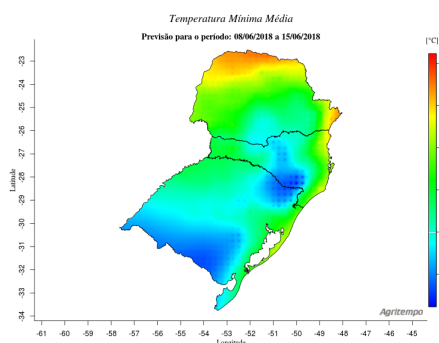 Temperatura Mínima Média
Previsão para o período: 08/06/2018 a 15/06/2018
[°C]
-23
-24
-25
-26
-27
-28
-29
-30
-31
-32
-33
-34
Latitude
-61 -60 -59 -58 -57 -56 -55 -54 -53 -52 -51 -50 -49 -48 -47 -46 -45
Longitude
Agritempo